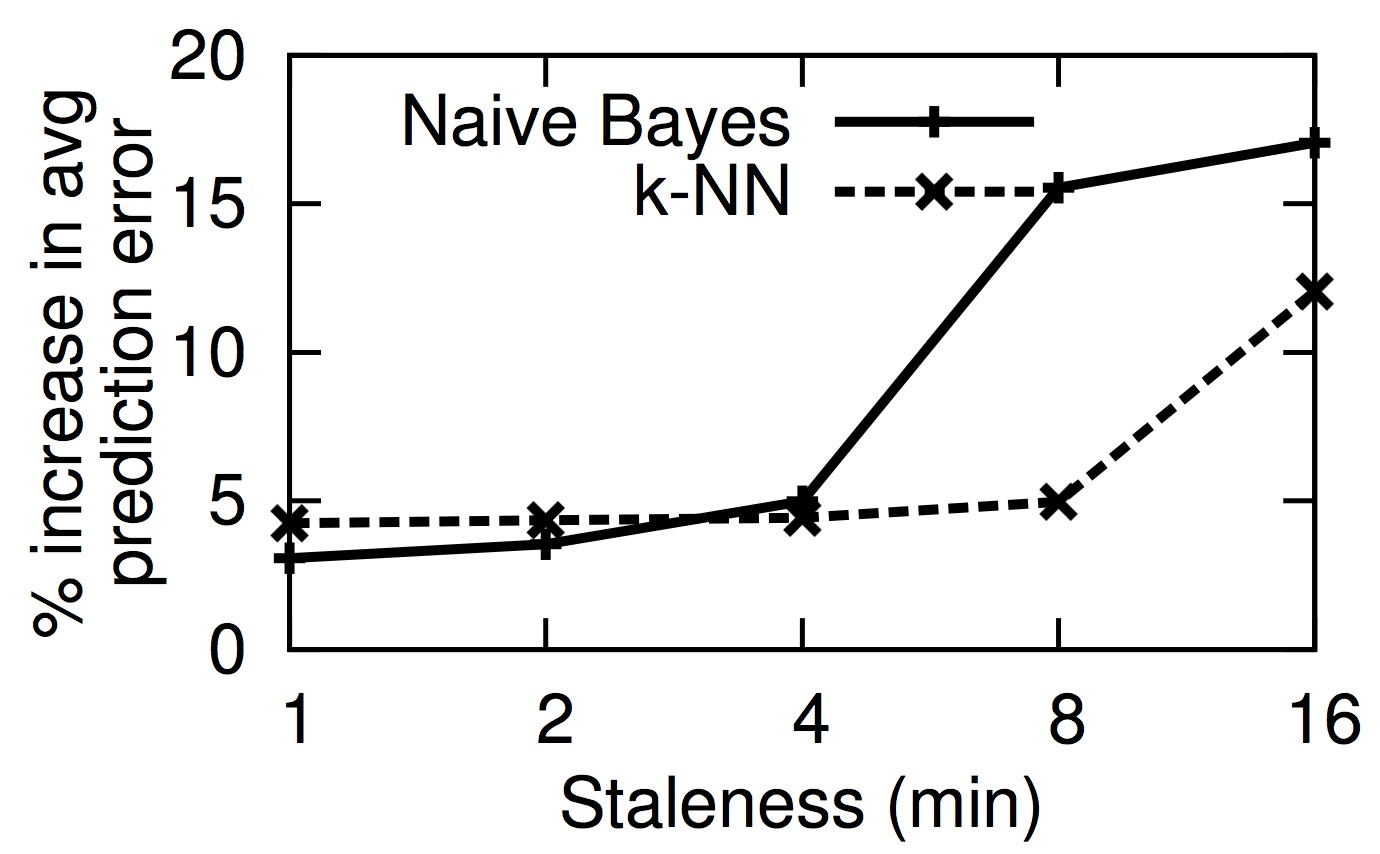 % increase in avg
prediction error
20
15
10
5
0
Naive Bayes
k-NN
1 2 4 8 16
Staleness (min)